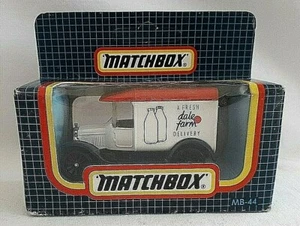 MATCHBOX
A FRESH
dale
farm
DELIVERY
MATCHBOX
MB-44